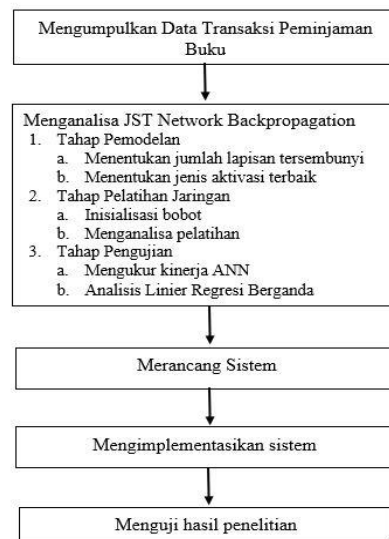 Mengumpulkan Data Transaksi Peminjaman
Buku
Menganalisa JST Network Backpropagation
1. Tahap Pemodelan
a. Menentukan jumlah lapisan tersembunyi
b. Menentukan jenis aktivasi terbaik
2. Tahap Pelatihan Jaringan
a. Inisialisasi bobot
b. Menganalisa pelatihan
3. Tahap Pengujian
a. Mengukur kinerja ANN
b. Analisis Linier Regresi Berganda
Merancang Sistem
Mengimplementasikan sistem
Menguji hasil penelitian